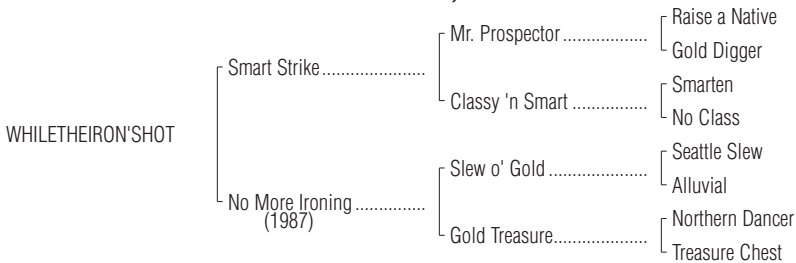 Raise a Native
Mr. Prospector...................
Gold Digger
Smart Strike......................
Smarten
Classy 'n Smart ................
No Class
WHILETHEIRON'SHOT
Seattle Slew
Slew o' Gold .....................
Alluvial
No More Ironing ...............
(1987)
Northern Dancer
Gold Treasure....................
Treasure Chest